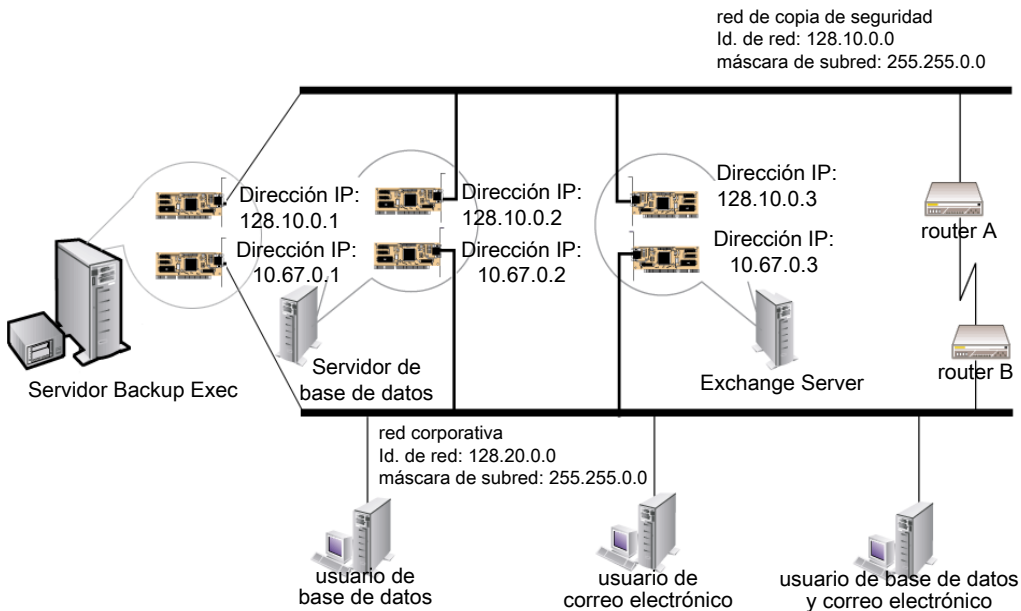 red de copia de seguridad
Id. de red: 128.10.0.0
máscara de subred: 255.255.0.0
Dirección IP:
128.10.0.1
Dirección IP:
10.67.0.1
Dirección IP:
128.10.0.2
Dirección IP:
10.67.0.2
Dirección IP:
128.10.0.3
Dirección IP:
10.67.0.3
router A
router B
Servidor Backup Exec
Servidor de
base de datos
Exchange Server
red corporativa
Id. de red: 128.20.0.0
máscara de subred: 255.255.0.0
usuario de
base de datos
usuario de
correo electrónico
usuario de base de datos
y correo electrónico